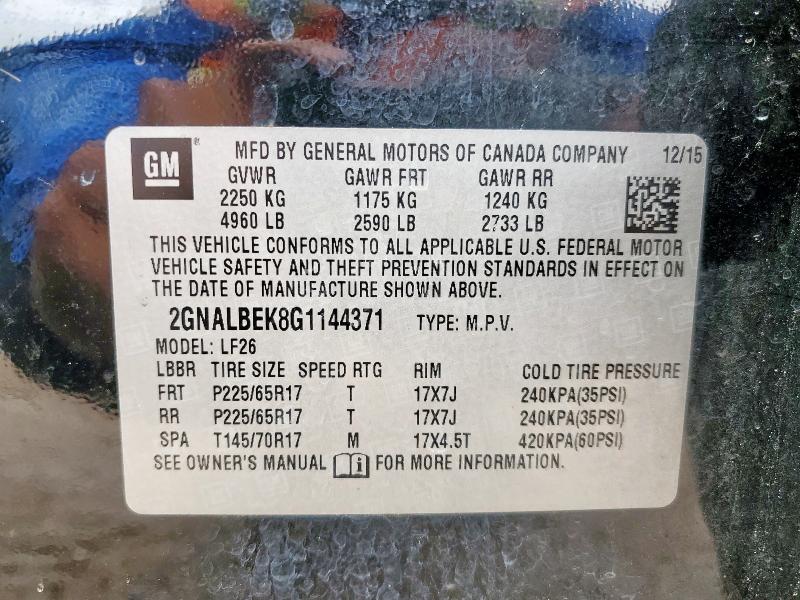 GM ® MFD BY GENERAL MOTORS OF CANADA COMPANY 12/15
GVWR GAWR FRT GAWR RR
2250 KG 1175 KG 1240 KG
4960 LB 2590 LB 2733 LB
THIS VEHICLE CONFORMS TO ALL APPLICABLE U.S. FEDERAL MOTOR
VEHICLE SAFETY AND THEFT PREVENTION STANDARDS IN EFFECT ON
THE DATE OF MANUFACTURE SHOWN ABOVE.
2GNALBEK8G1144371 TYPE: M.P.V.
MODEL: LF26
LBBR TIRE SIZE SPEED RTG RIM COLD TIRE PRESSURE
FRT P225/65R17 T 17X7J 240KPA(35PSI)
RR P225/65R17 T 17X7J 240KPA(35PSI)
SPA T145/70R17 M 17X4.5T 420KPA(60PSI)
SEE OWNER'S MANUAL i FOR MORE INFORMATION.